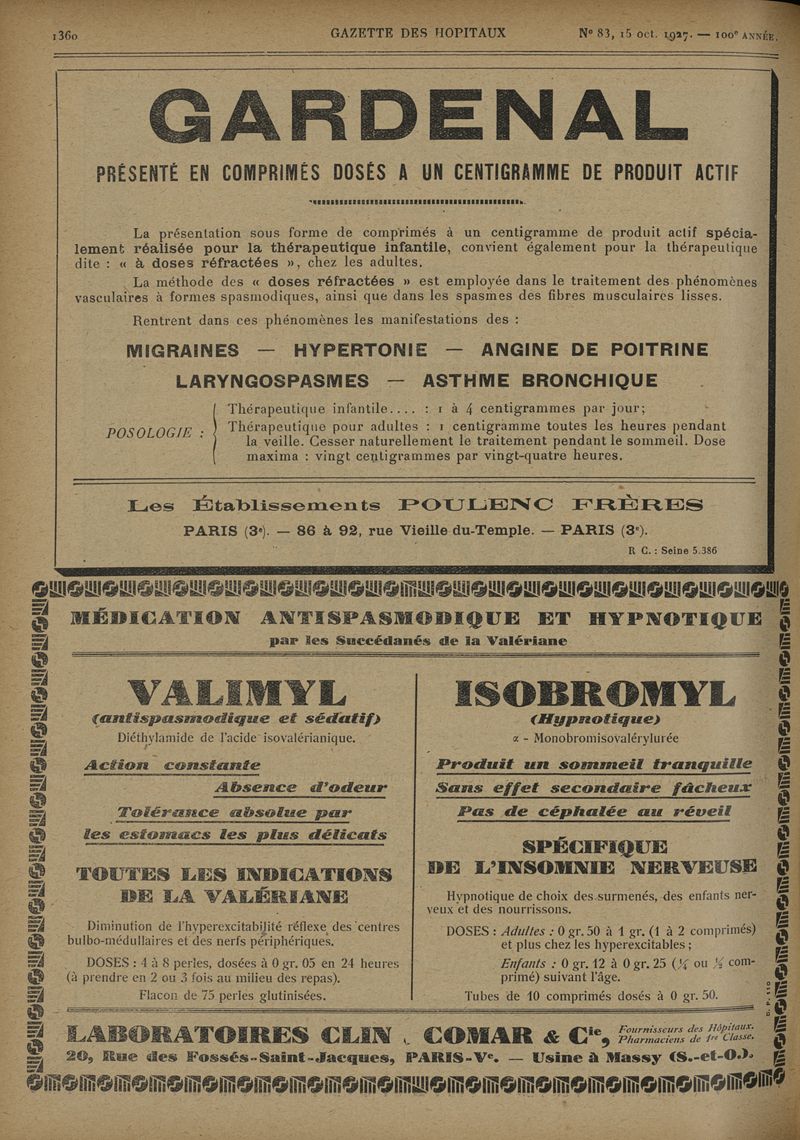 1360
GAZETTE DES HOPITAUX
N° 83, 15 oct. 1927. — 100e ANNÉE.
GARDENAL
PRÉSENTÉ EN COMPRIMÉS DOSÉS A UN CENTIGRAMME DE PRODUIT ACTIF
La présentation sous forme de comprimés à un centigramme de produit actif spécia-
lement réalisée pour la thérapeutique infantile, convient également pour la thérapeutique
dite : « à doses réfractées », chez les adultes.
La méthode des « doses réfractées » est employée dans le traitement des phénomènes
vasculaires à formes spasmodiques, ainsi que dans les spasmes des fibres musculaires lisses.
Rentrent dans ces phénomènes les manifestations des :
MIGRAINES — HYPERTONIE — ANGINE DE POITRINE
LARYNGOSPASMES — ASTHME BRONCHIQUE
POSOLOGIE :
Thérapeutique infantile.... : 1 à 4 centigrammes par jour;
Thérapeutique pour adultes : 1 centigramme toutes les heures pendant
la veille. Cesser naturellement le traitement pendant le sommeil. Dose
maxima : vingt centigrammes par vingt-quatre heures.
Les Établissements POULENC FRÈRES
PARIS (3e). — 86 à 92, rue Vieille du-Temple. — PARIS (3e).
R C. : Seine 5.386
MÉDICATION ANTISPASMODIQUE ET HYPNOTIQUE
par les Succédanés de la Valériane
VALIMYL
(antispasmodique et sédatif)
Diéthylamide de l'acide isovalérianique.
Action constante
Absence d'odeur
Tolérance absolue par
les estomacs les plus délicats
TOUTES LES INDICATIONS
DE LA VALÉRIANE
Diminution de l'hyperexcitabilité réflexe des centres
bulbo-médullaires et des nerfs périphériques.
DOSES : 4 à 8 perles, dosées à 0 gr. 05 en 24 heures
(à prendre en 2 ou 3 fois au milieu des repas).
Flacon de 75 perles glutinisées.
ISOBROMYL
(Hypnotique)
α - Monobromisovalérylurée
Produit un sommeil tranquille
Sans effet secondaire fâcheux
Pas de céphalée au réveil
SPÉCIFIQUE
DE L'INSOMNIE NERVEUSE
Hypnotique de choix des surmenés, des enfants ner-
veux et des nourrissons.
DOSES : Adultes : 0 gr. 50 à 1 gr. (1 à 2 comprimés)
et plus chez les hyperexcitables ;
Enfants : 0 gr. 12 à 0 gr. 25 (¼ ou ½ com-
primé) suivant l'âge.
Tubes de 10 comprimés dosés à 0 gr. 50.
LABORATOIRES CLIN, COMAR & Cie, Fournisseurs des Hôpitaux.
Pharmaciens de 1re Classe.
20, Rue des Fossés-Saint-Jacques, PARIS-Ve. — Usine à Massy (S.-et-O.).